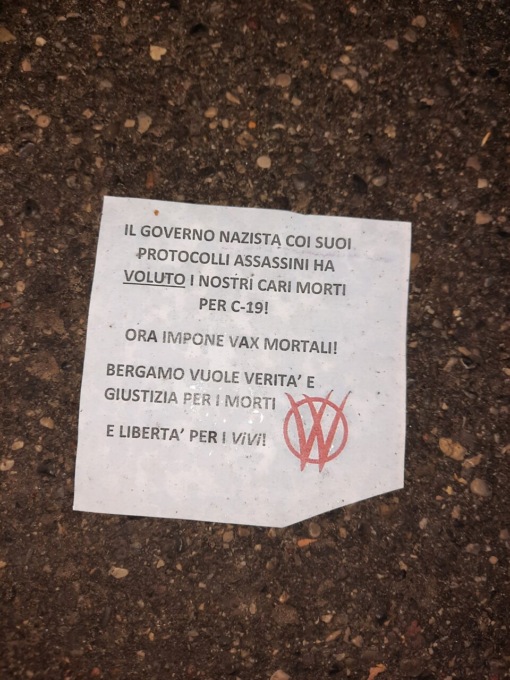 IL GOVERNO NAZISTA COI SUOI
PROTOCOLLI ASSASSINI HA
VOLUTO I NOSTRI CARI MORTI
PER C-19!
ORA IMPONE VAX MORTALI!
BERGAMO VUOLE VERITA' E
GIUSTIZIA PER I MORTI
E LIBERTA' PER I ViVi!